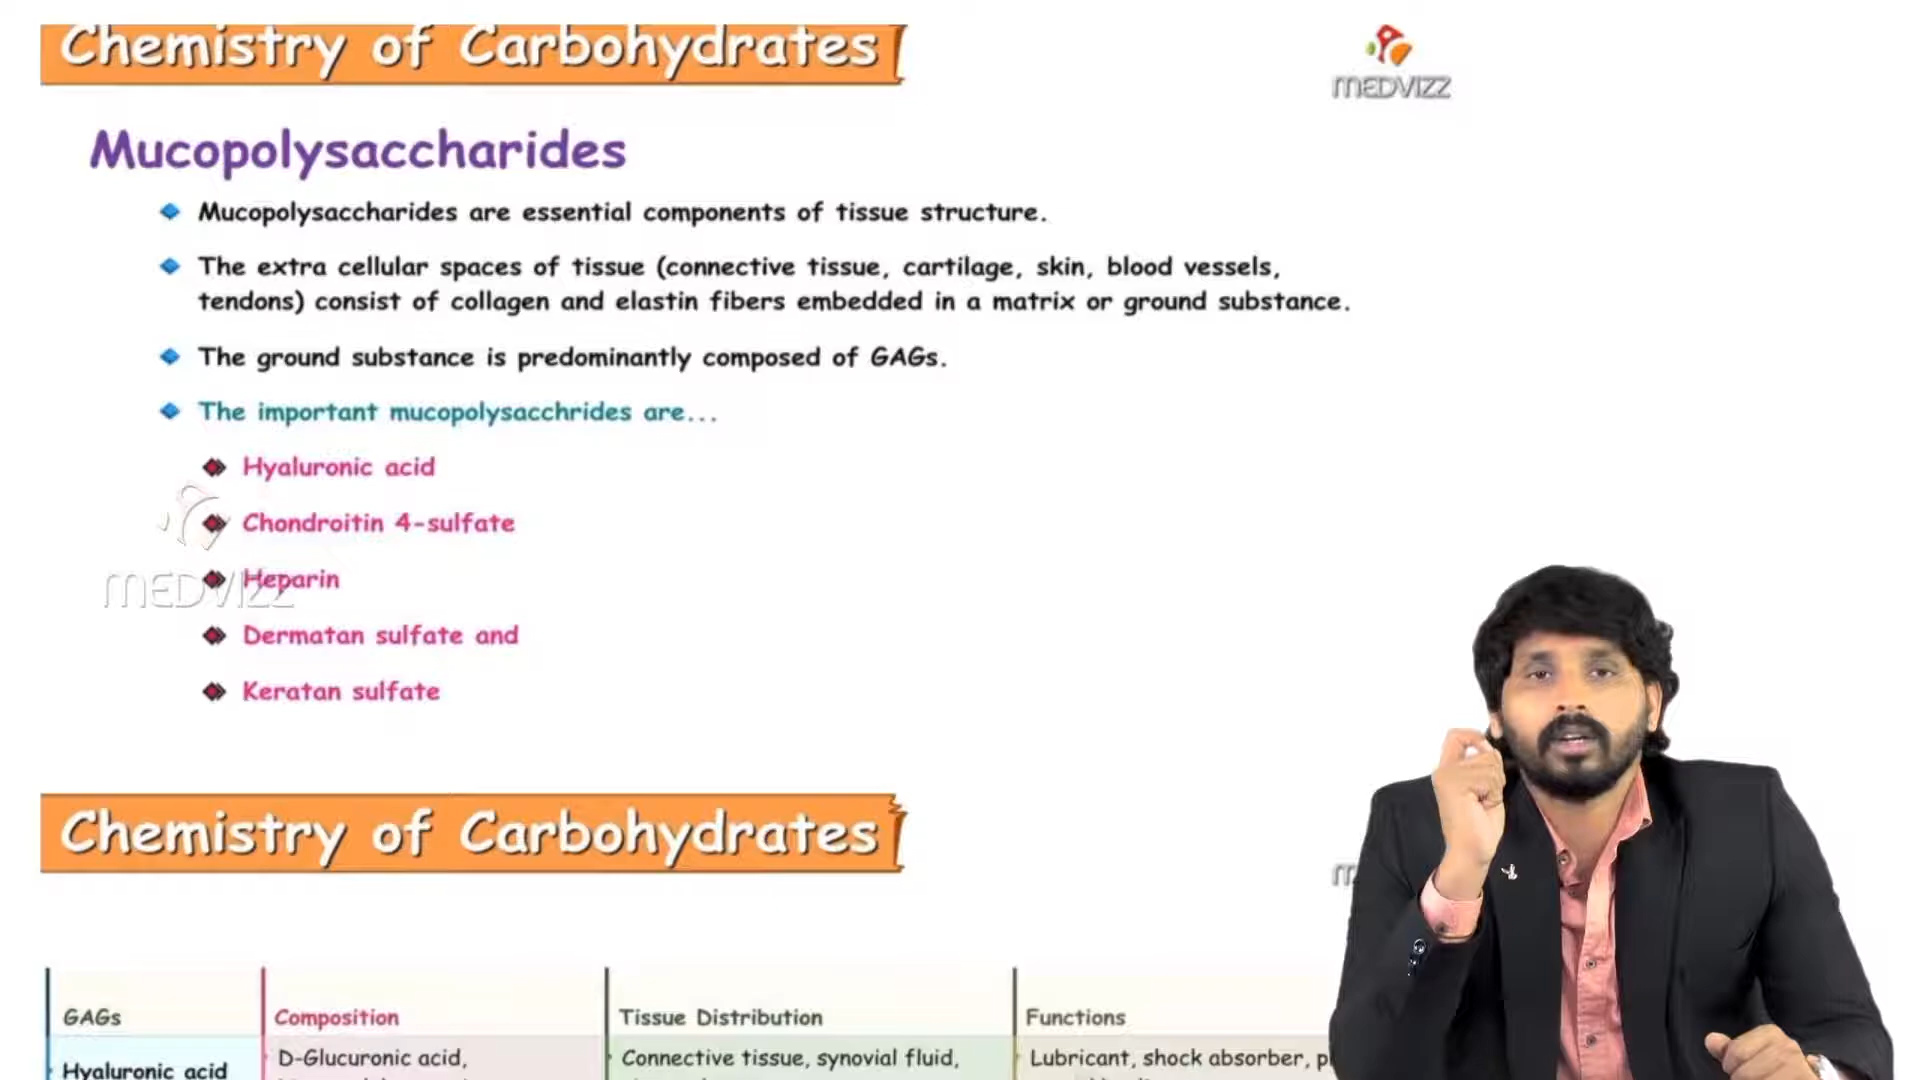 Chemistry of Carbohydrates
MEDVIZZ
Mucopolysaccharides
Mucopolysaccharides are essential components of tissue structure.
The extra cellular spaces of tissue (connective tissue, cartilage, skin, blood vessels,
tendons) consist of collagen and elastin fibers embedded in a matrix or ground substance.
The ground substance is predominantly composed of GAGs.
The important mucopolysacchrides are...
Hyaluronic acid
Chondroitin 4-sulfate
Heparin
MEDVIZZ
Dermatan sulfate and
Keratan sulfate
Chemistry of Carbohydrates
GAGs Composition Tissue Distribution Functions
Hyaluronic acid D-Glucuronic acid, Connective tissue, synovial fluid, Lubricant, shock absorber,